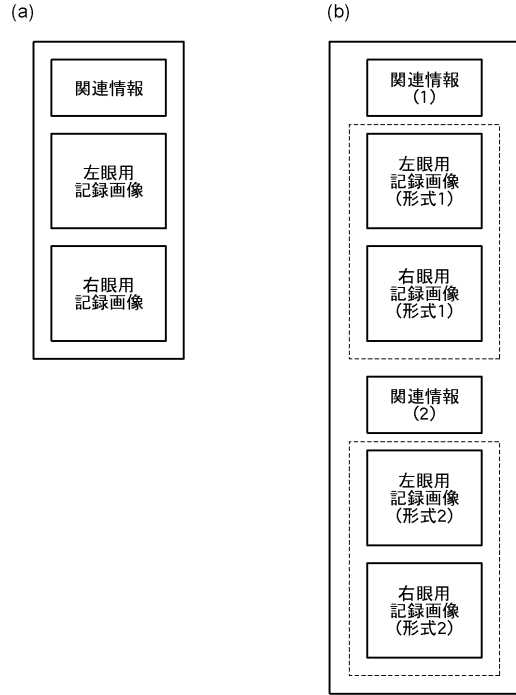 (a)
関連情報
左眼用
記録画像
右眼用
記録画像
(b)
関連情報
(1)
左眼用
記録画像
(形式1)
右眼用
記録画像
(形式1)
関連情報
(2)
左眼用
記録画像
(形式2)
右眼用
記録画像
(形式2)